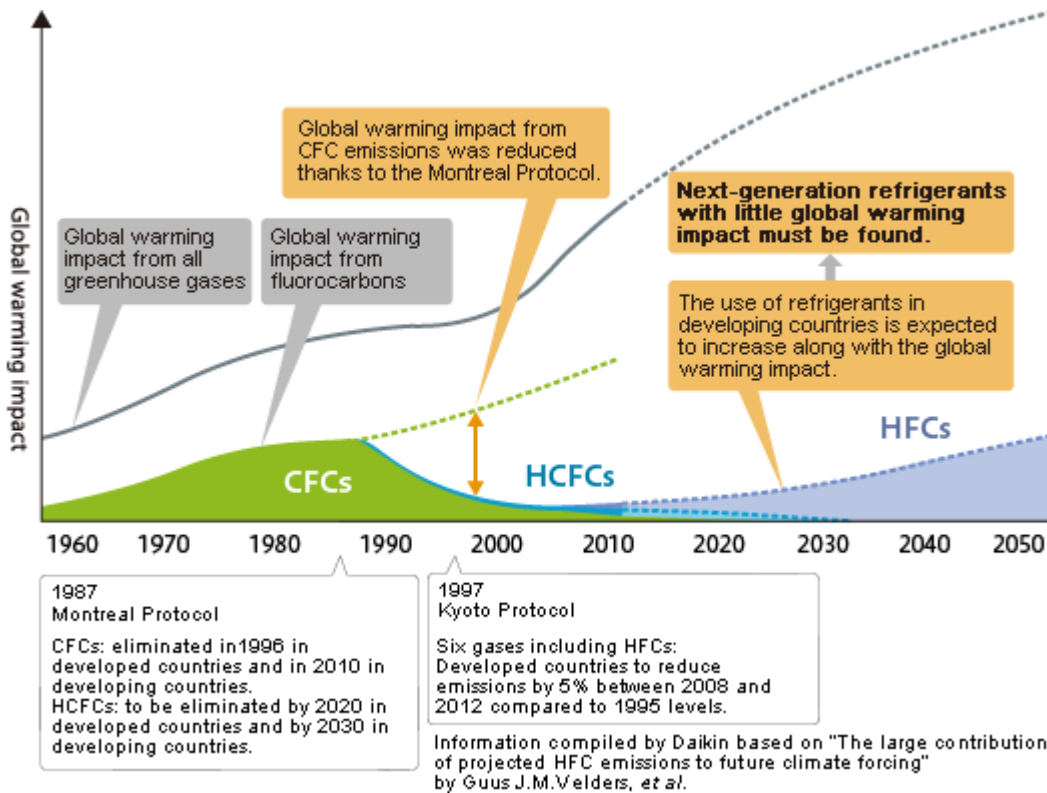 Global warming impact
Global warming impact from
CFC emissions was reduced
thanks to the Montreal Protocol.
Next-generation refrigerants
with little global warming
impact must be found.
Global warming
impact from all
greenhouse gases
Global warming
impact from
fluorocarbons
The use of refrigerants in
developing countries is expected
to increase along with the global
warming impact.
HFCs
CFCs
HCFCs
1960 1970 1980 1990 2000 2010 2020 2030 2040 2050
1987
Montreal Protocol
CFCs: eliminated in1996 in
developed countries and in 2010 in
developing countries.
HCFCs: to be eliminated by 2020 in
developed countries and by 2030 in
developing countries.
1997
Kyoto Protocol
Six gases including HFCs:
Developed countries to reduce
emissions by 5% between 2008 and
2012 compared to 1995 levels.
Information compiled by Daikin based on "The large contribution
of projected HFC emissions to future climate forcing"
by Guus J.M.Velders, et al.